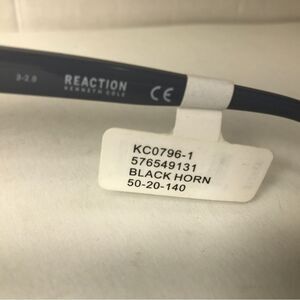 REACTION
KENNETH COLE
CE
KC0796-1
576549131
BLACK HORN
50-20-140